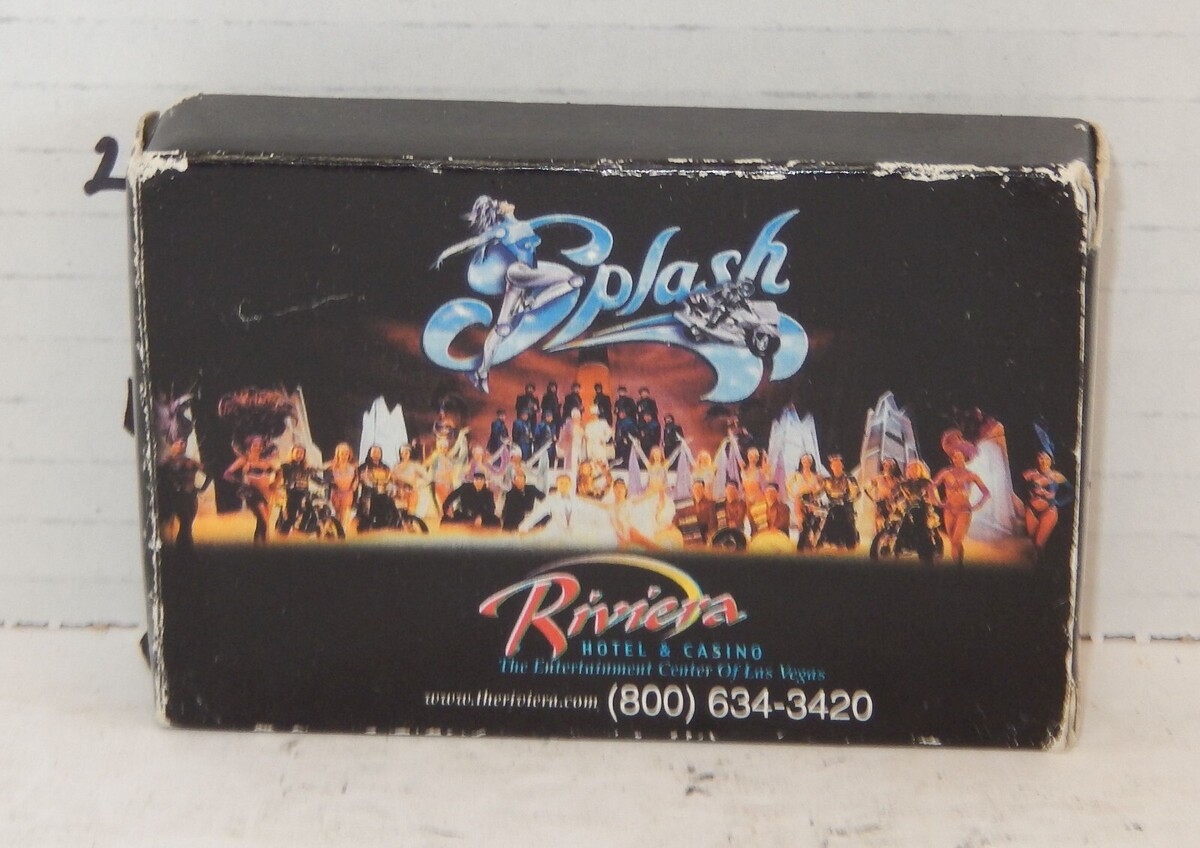 2
Splash
Riviera
HOTEL & CASINO
The Entertainment Center Of Las Vegas
www.theriviera.com (800) 634-3420